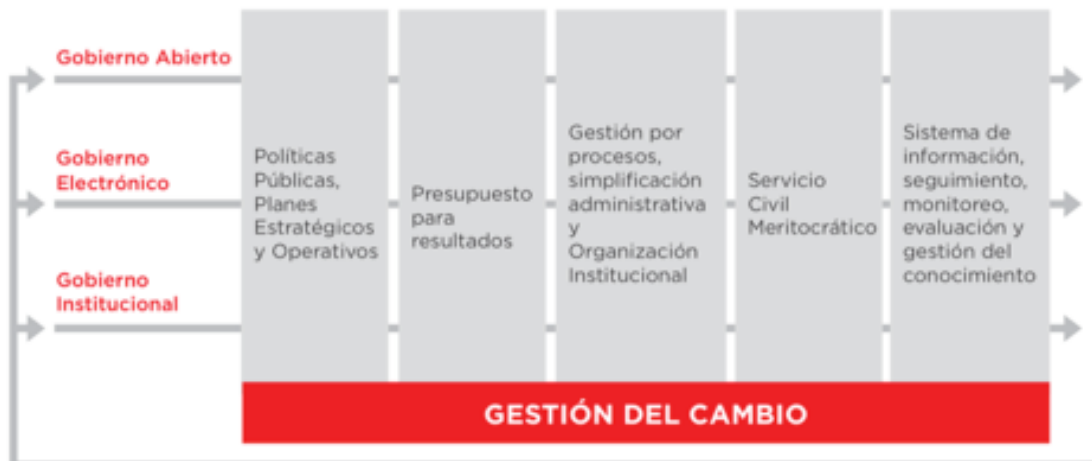 Gobierno Abierto
Gobierno
Electrónico
Gobierno
Institucional
Políticas
Públicas,
Planes
Estratégicos
y Operativos
Presupuesto
para
resultados
Gestión por
procesos,
simplificación
administrativa
y
Organización
Institucional
Servicio
Civil
Meritocrático
Sistema de
información,
seguimiento,
monitoreo,
evaluación y
gestión del
conocimiento
GESTIÓN DEL CAMBIO